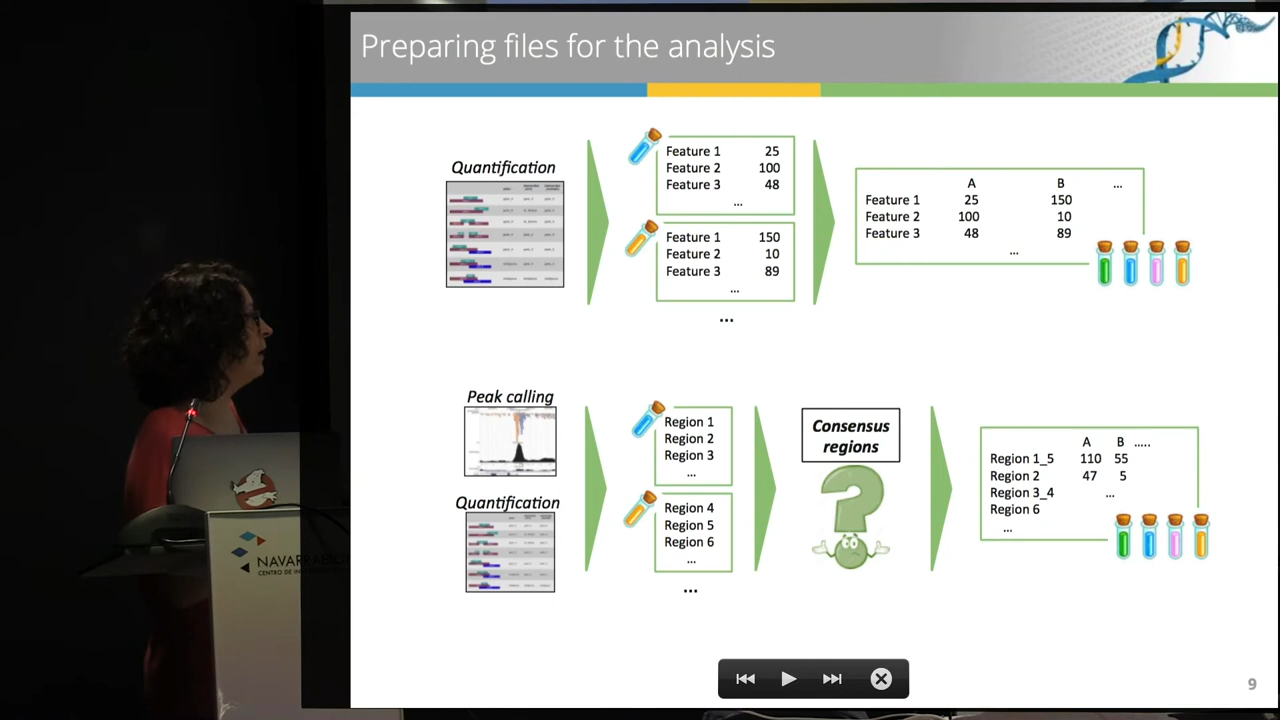 Preparing files for the analysis
Quantification
Feature 1 25
Feature 2 100
Feature 3 48
...
Feature 1 150
Feature 2 10
Feature 3 89
...
...
A B ...
Feature 1 25 150
Feature 2 100 10
Feature 3 48 89
...
Peak calling
Quantification
Region 1
Region 2
Region 3
...
Region 4
Region 5
Region 6
...
...
Consensus
regions
A B .....
Region 1_5 110 55
Region 2 47 5
Region 3_4 ...
Region 6
...
9